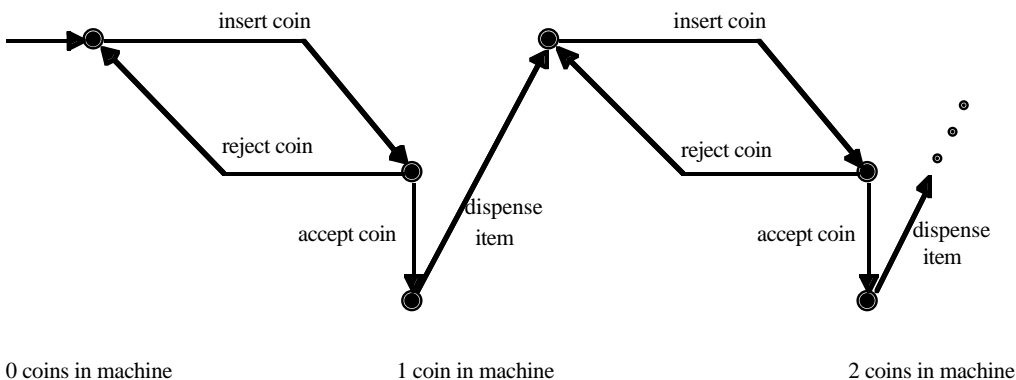 insert coin
insert coin
reject coin
reject coin
dispense
item
accept coin
accept coin
dispense
item
0 coins in machine
1 coin in machine
2 coins in machine